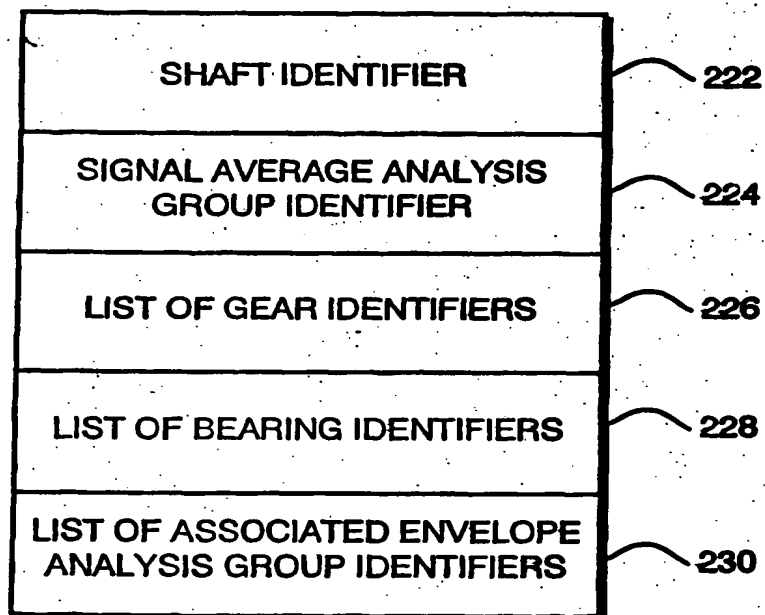 SHAFT IDENTIFIER
222
SIGNAL AVERAGE ANALYSIS
GROUP IDENTIFIER
224
LIST OF GEAR IDENTIFIERS
226
LIST OF BEARING IDENTIFIERS
228
LIST OF ASSOCIATED ENVELOPE
ANALYSIS GROUP IDENTIFIERS
230